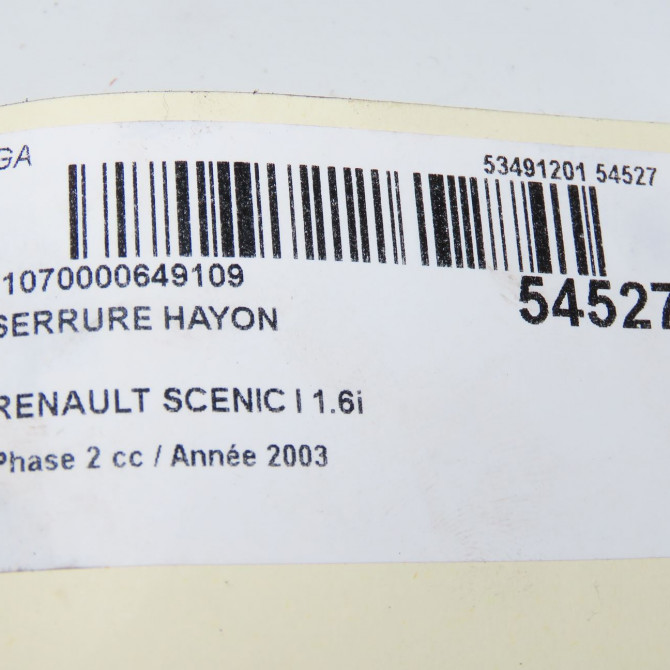 GA
53491201 54527
1070000649109
54527
SERRURE HAYON
RENAULT SCENIC I 1.6i
Phase 2 cc / Année 2003